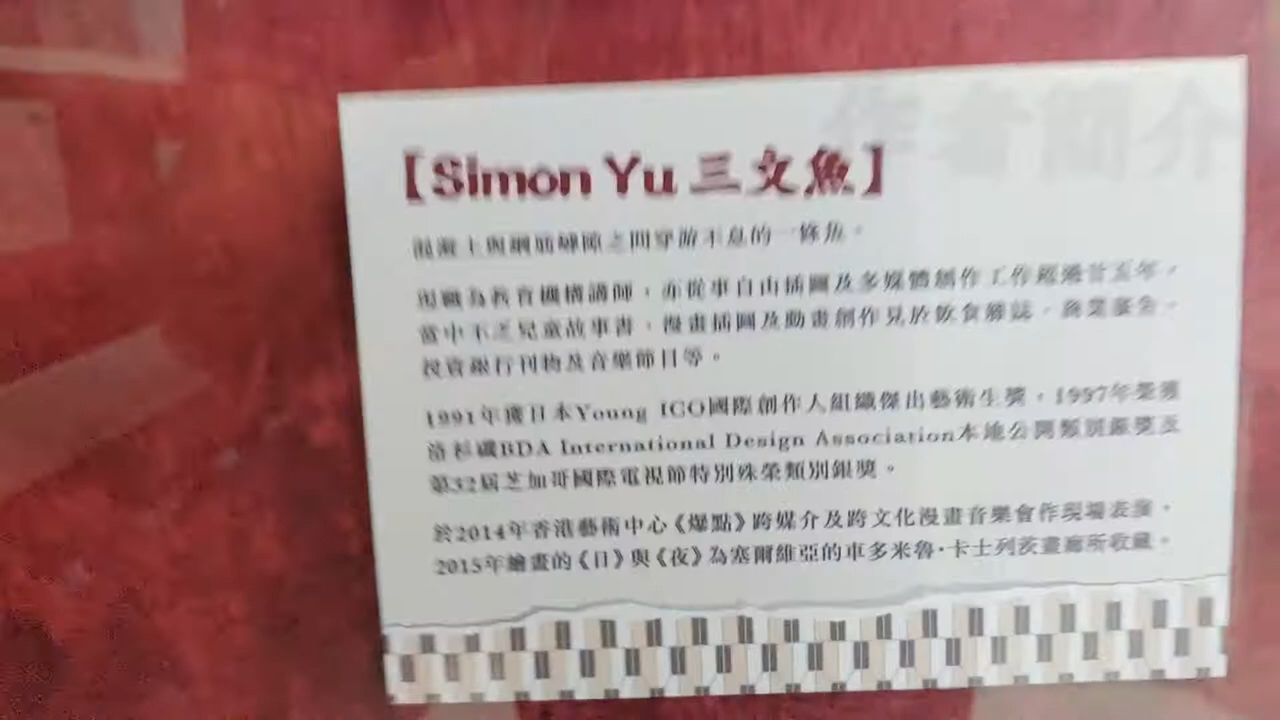 作者簡介
【Simon Yu 三文魚】
混凝土與鋼筋罅隙之間穿游不息的一條魚。
現職為教育機構講師，亦從事自由插圖及多媒體創作工作經過廿五年，
當中不乏兒童故事書、漫畫插圖及動畫創作見於飲食雜誌、商業
投資銀行刊物及音樂節目等。
1991年獲日本Young ICO國際創作人組織傑出藝術生獎，1997年榮獲
洛杉磯BDA International Design Association本地公開類別銀獎及
第32屆芝加哥國際電視節特別殊榮類別銀獎。
於2014年香港藝術中心《爆點》跨媒介及跨文化漫畫音樂會作現場表演，
2015年繪畫的《日》與《夜》為塞爾維亞的車多米魯·卡士列茨畫廊所收藏。